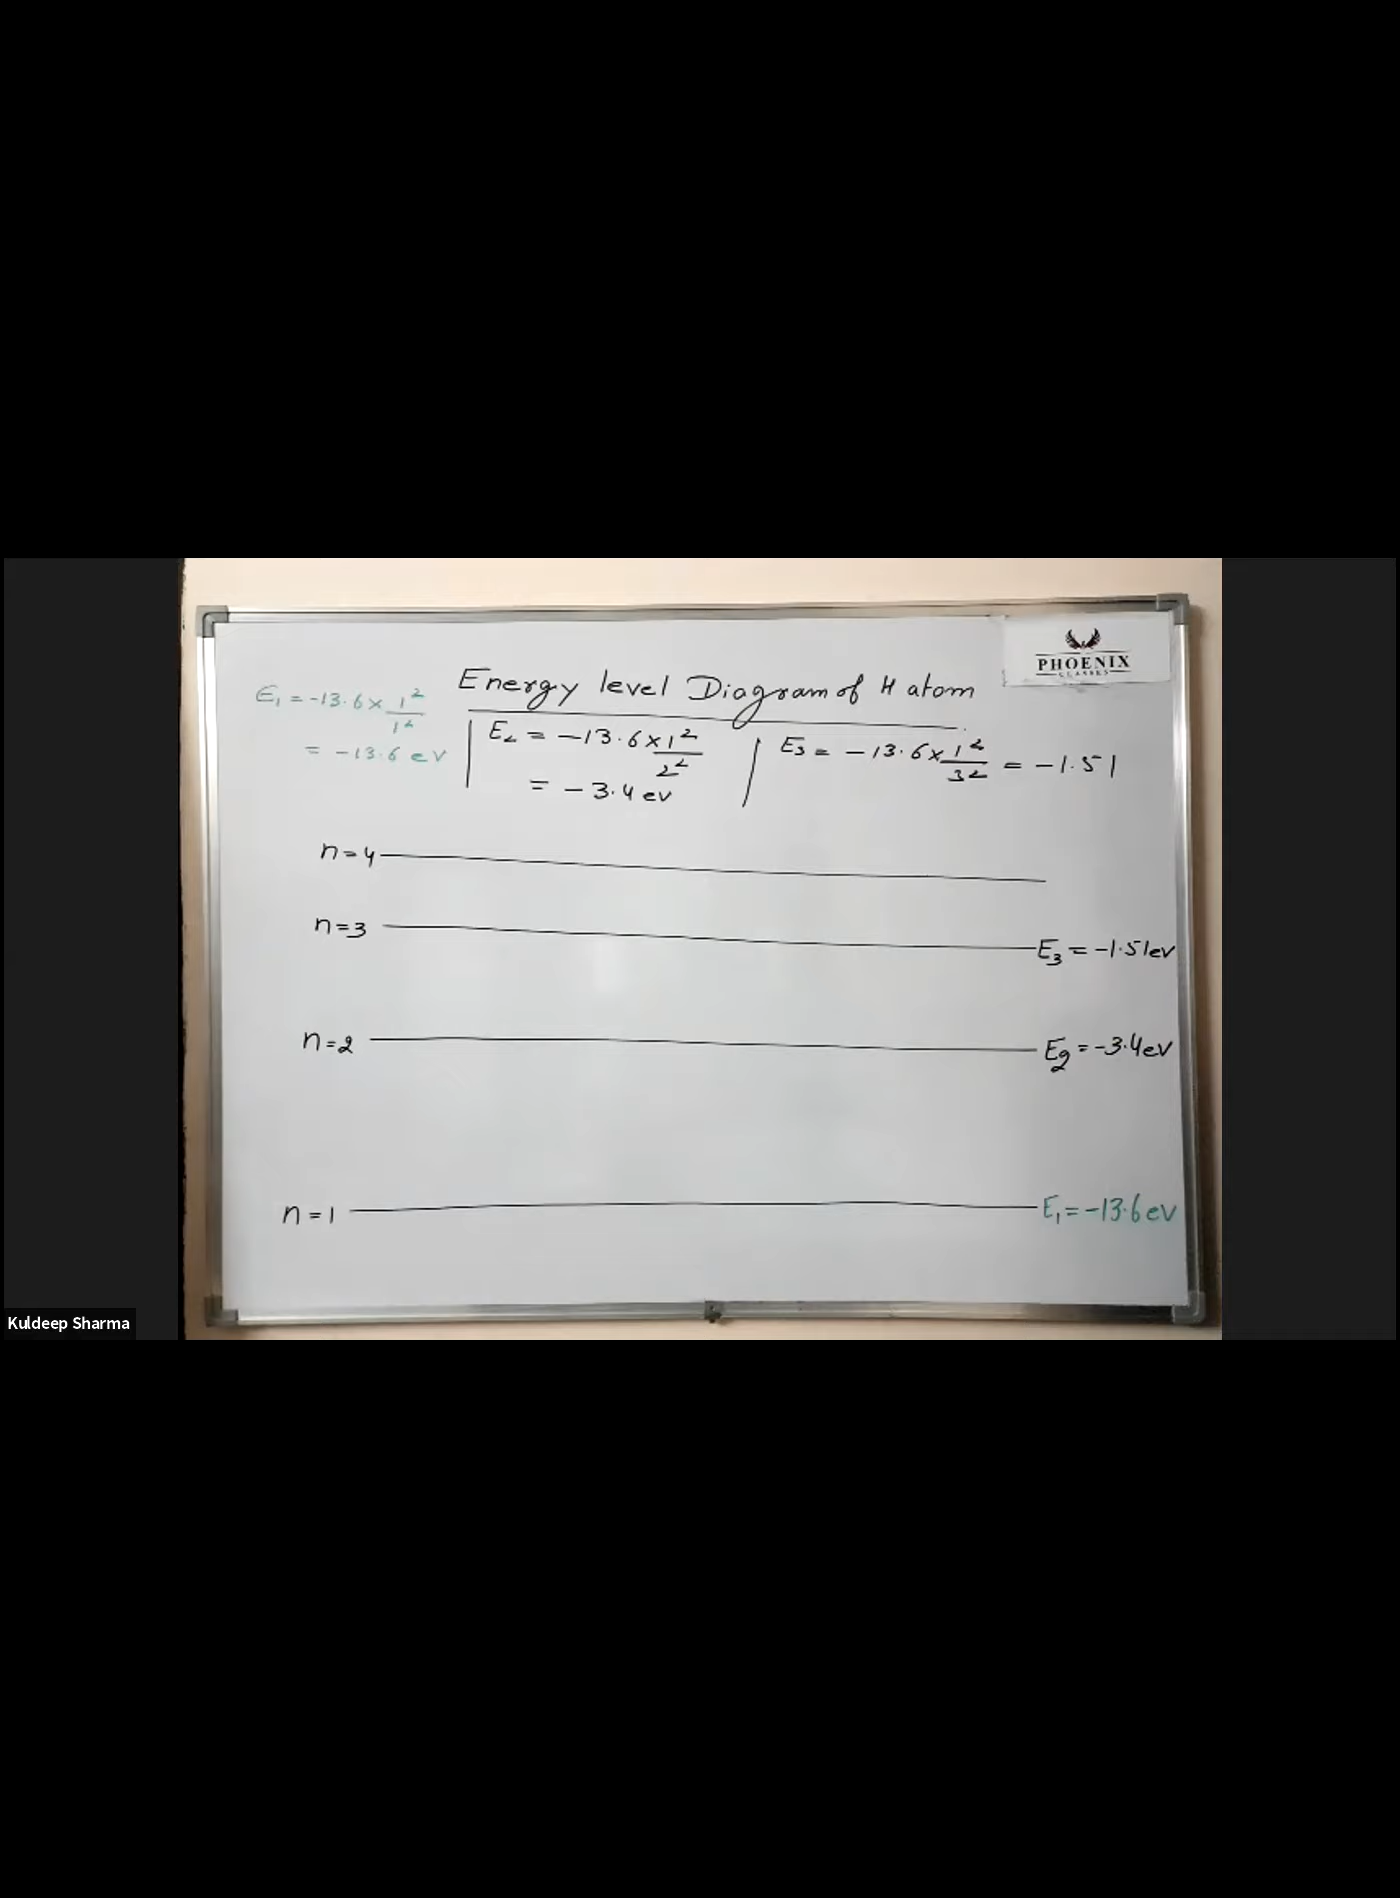 PHOENIX
CLASSES
Energy level Diagram of H atom
E₁ = -13.6 × 1²/1²
= -13.6 eV
E₂ = -13.6 × 1²/2²
= -3.4 ev
E₃ = -13.6 × 1²/3² = -1.51
n=4
n=3 E₃ = -1.51ev
n=2 E₂ = -3.4ev
n=1 E₁ = -13.6 eV
Kuldeep Sharma